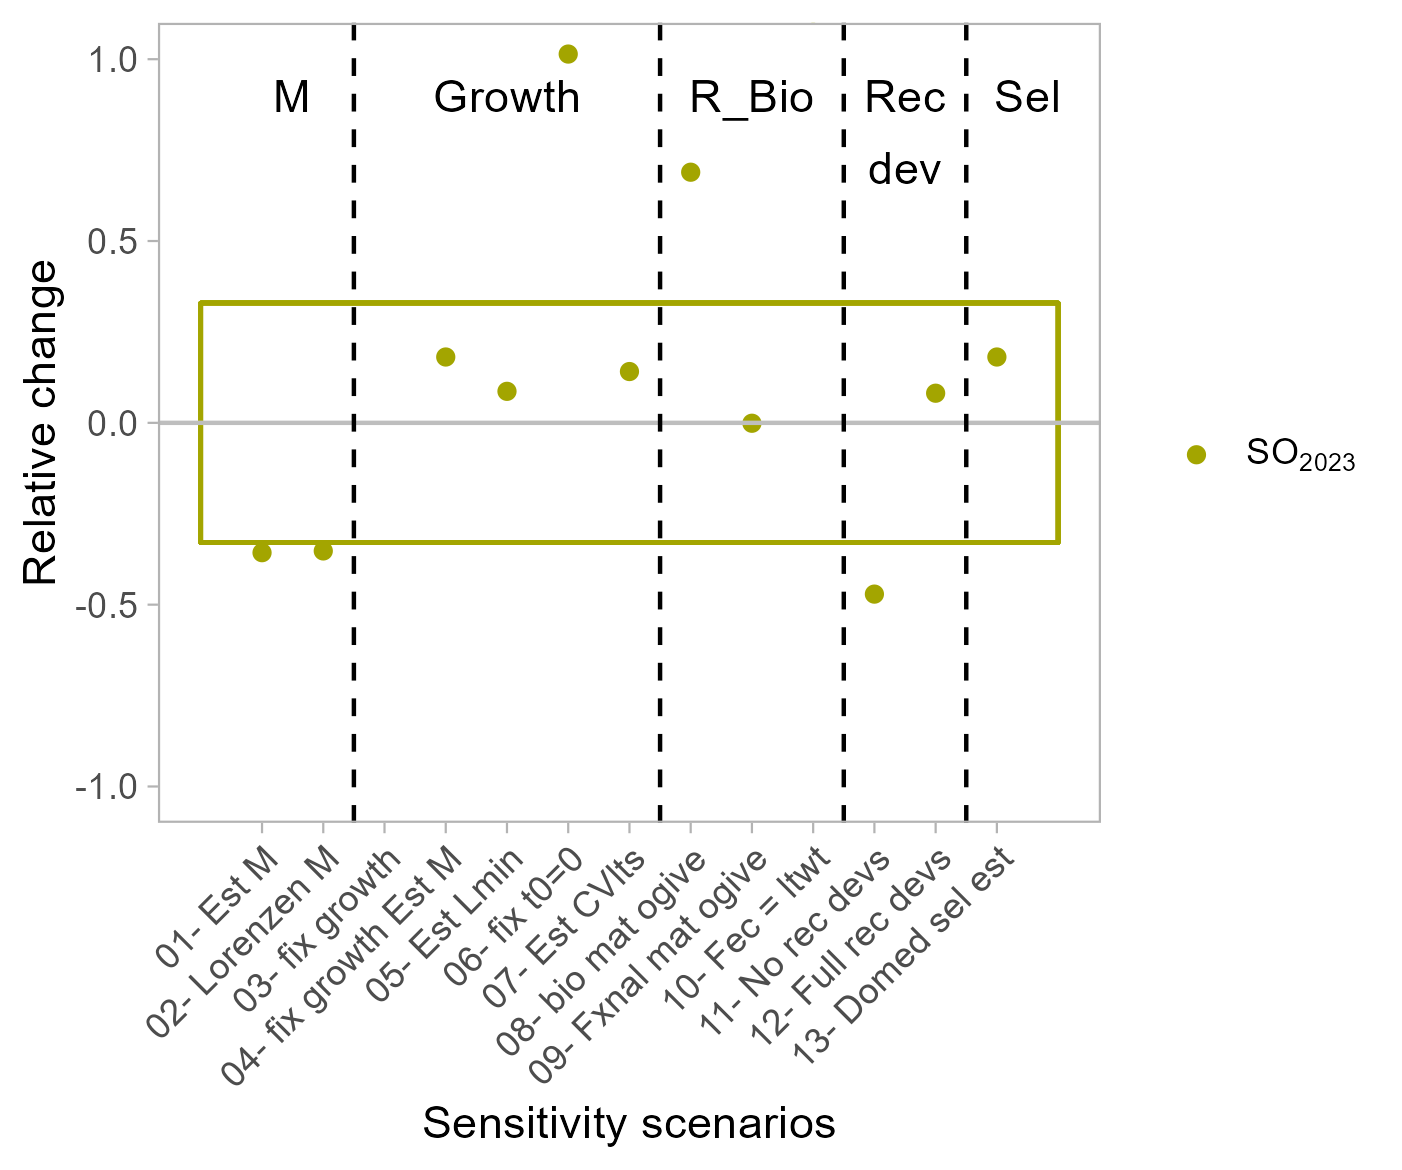 M
Growth
R_Bio
Rec
dev
Sel
1.0
0.5
0.0
-0.5
-1.0
Relative change
01- Est M
02- Lorenzen M
03- fix growth
04- fix growth Est M
05- Est Lmin
06- fix t0=0
07- Est CVlts
08- bio mat ogive
09- Fxnal mat ogive
10- Fec = ltwt
11- No rec devs
12- Full rec devs
13- Domed sel est
Sensitivity scenarios
SO2023